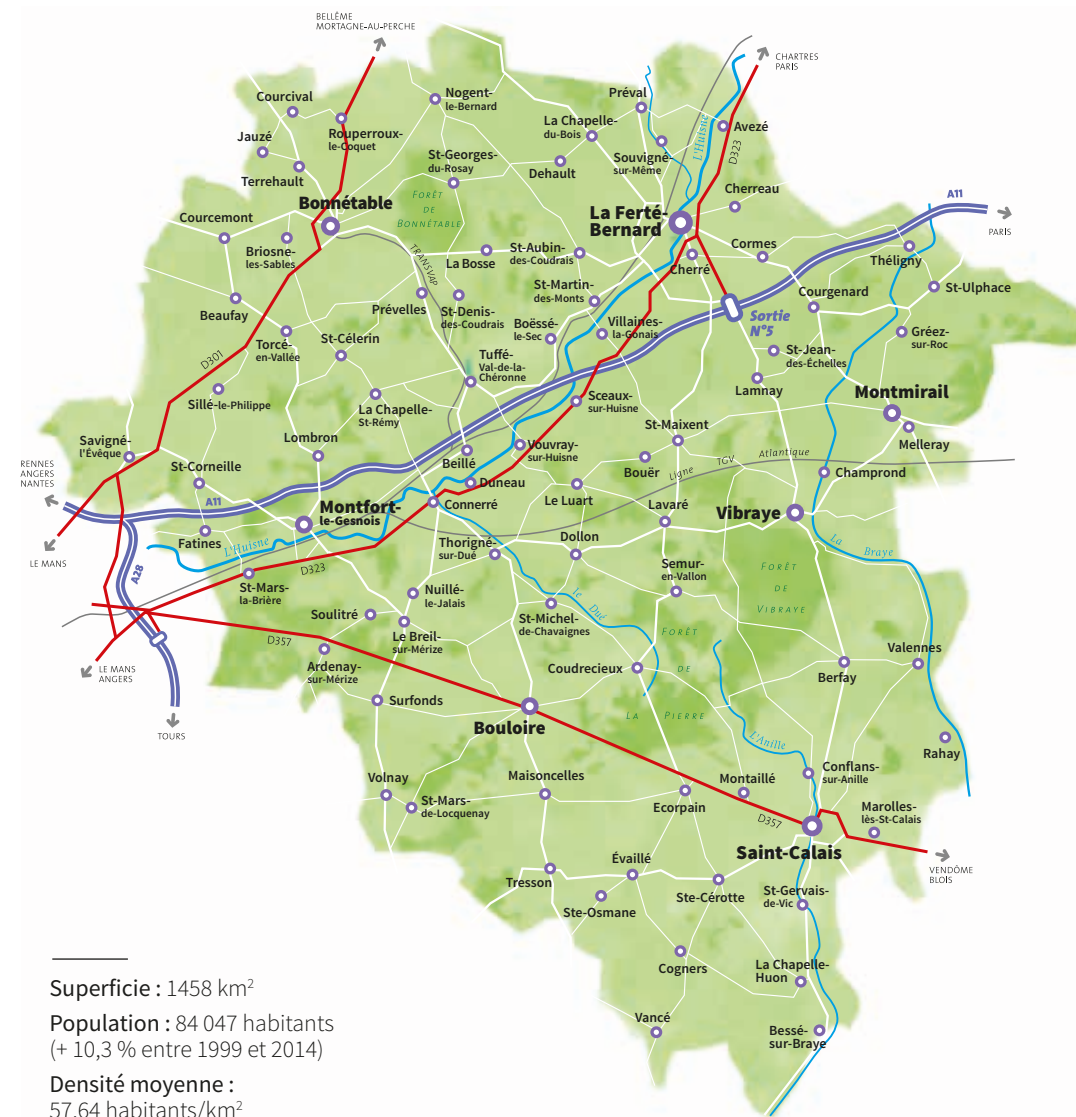 BELLÊME
MORTAGNE-AU-PERCHE
CHARTRES
PARIS
Courcival
Nogent-
le-Bernard
Préval
Rouperroux-
le-Coquet
La Chapelle-
du-Bois
Avezé
L'Huisne
D323
Jauzé
St-Georges-
du-Rosay
Souvigné-
sur-Même
Terrehault
Dehault
Cherreau
FORÊT
DE
BONNÉTABLE
Bonnétable
A11
PARIS
Courcemont
La Ferté-
Bernard
Briosne-
les-Sables
TRANSVAP
La Bosse
St-Aubin-
des-Coudrais
Cherré
Cormes
Théligny
Beaufay
Prévelles
St-Denis-
des-Coudrais
St-Martin-
des-Monts
Courgenard
St-Ulphace
Sortie
N°5
Torcé-
en-Vallée
St-Célerin
Boëssé-
le-Sec
Villaines-
la-Gonais
Gréez-
sur-Roc
D301
Tuffé-
Val-de-la-
Chéronne
St-Jean-
des-Échelles
Sillé-le-Philippe
La Chapelle-
St-Rémy
Sceaux-
sur-Huisne
Lamnay
Montmirail
Savigné-
l'Évêque
Lombron
St-Maixent
Melleray
RENNES
ANGERS
NANTES
St-Corneille
Beillé
Vouvray-
sur-Huisne
Bouër
Ligne
TGV
Atlantique
Champrond
A11
Duneau
Montfort-
le-Gesnois
Connerré
Le Luart
Lavaré
Vibraye
Fatines
L'Huisne
Thorigné-
sur-Dué
Dollon
La
Braye
LE MANS
A28
D323
St-Mars-
la-Brière
Semur-
en-Vallon
FORÊT
DE
VIBRAYE
Nuillé-
le-Jalais
Le Dué
Soulitré
Le Breil-
sur-Mérize
St-Michel-
de-Chavaignes
FORÊT
DE
LA PIERRE
D357
LE MANS
ANGERS
Ardenay-
sur-Mérize
Coudrecieux
Berfay
Valennes
Surfonds
TOURS
Bouloire
L'Anille
Rahay
Volnay
Maisoncelles
Montaillé
Conflans-
sur-Anille
St-Mars-
de-Locquenay
Ecorpain
D357
Marolles-
lès-St-Calais
Saint-Calais
VENDÔME
BLOIS
Évaillé
Tresson
Ste-Osmane
Ste-Cérotte
St-Gervais-
de-Vic
Cogners
La Chapelle-
Huon
Vancé
Bessé-
sur-Braye
Superficie : 1458 km²
Population : 84 047 habitants
(+ 10,3 % entre 1999 et 2014)
Densité moyenne :
57,64 habitants/km²